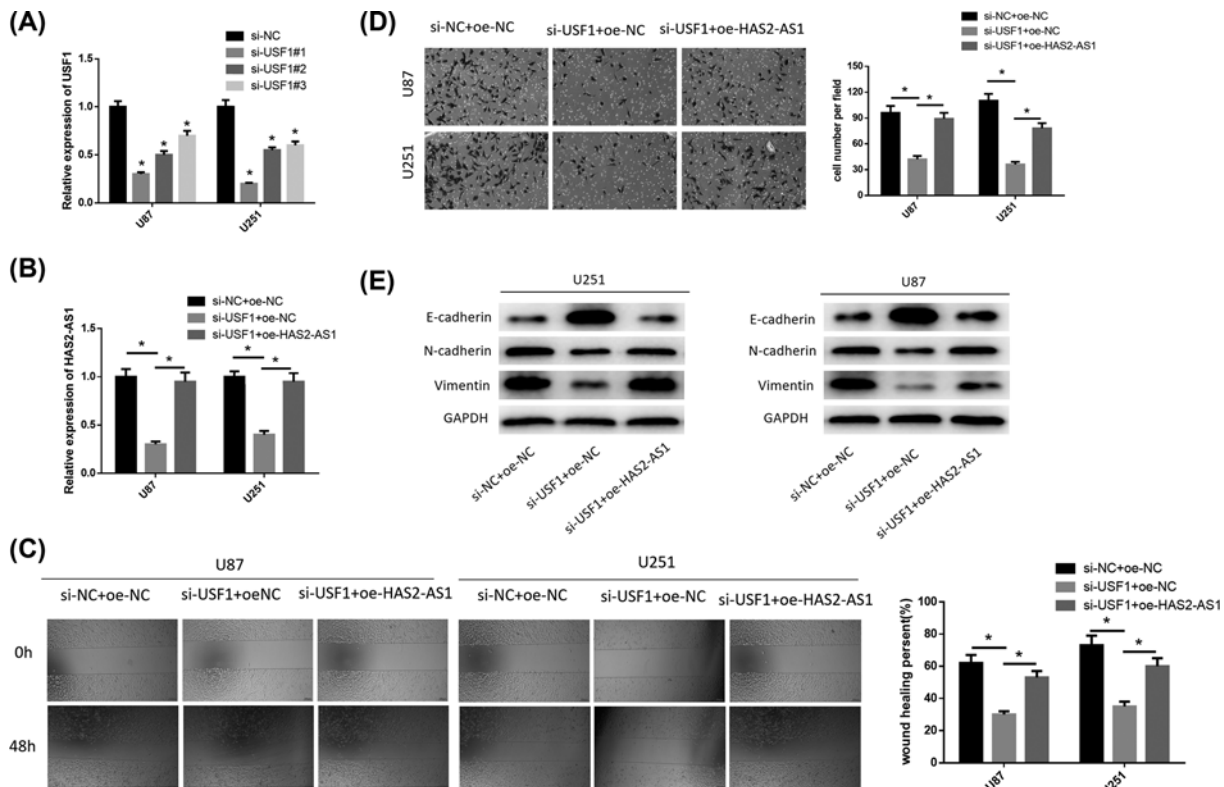 (A)
Relative expression of USF1
1.5
1.0
0.5
0.0
si-NC
si-USF1#1
si-USF1#2
si-USF1#3
* * *
* * *
U87
U251
(B)
Relative expression of HAS2-AS1
1.5
1.0
0.5
0.0
si-NC+oe-NC
si-USF1+oe-NC
si-USF1+oe-HAS2-AS1
* *
* *
U87
U251
(C)
U87
U251
si-NC+oe-NC
si-USF1+oeNC
si-USF1+oe-HAS2-AS1
si-NC+oe-NC
si-USF1+oe-NC
si-USF1+oe-HAS2-AS1
0h
48h
wound healing persent(%)
100
80
60
40
20
0
si-NC+oe-NC
si-USF1+oe-NC
si-USF1+oe-HAS2-AS1
* *
* *
U87
U251
(D)
si-NC+oe-NC
si-USF1+oe-NC
si-USF1+oe-HAS2-AS1
U87
U251
cell number per field
150
120
90
60
30
0
si-NC+oe-NC
si-USF1+oe-NC
si-USF1+oe-HAS2-AS1
* *
* *
U87
U251
(E)
U251
E-cadherin
N-cadherin
Vimentin
GAPDH
si-NC+oe-NC
si-USF1+oe-NC
si-USF1+oe-HAS2-AS1
U87
E-cadherin
N-cadherin
Vimentin
GAPDH
si-NC+oe-NC
si-USF1+oe-NC
si-USF1+oe-HAS2-AS1